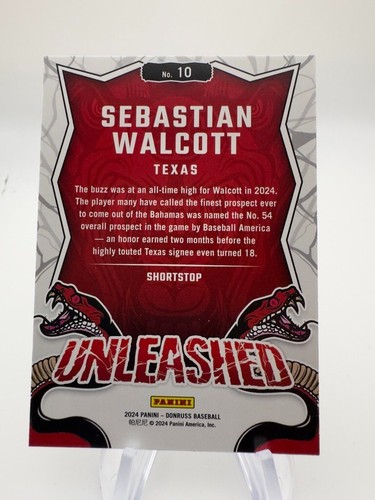 No. 10
SEBASTIAN
WALCOTT
TEXAS
The buzz was at an all-time high for Walcott in 2024.
The player many have called the finest prospect ever
to come out of the Bahamas was named the No. 54
overall prospect in the game by Baseball America
— an honor earned two months before the
highly touted Texas signee even turned 18.
SHORTSTOP
UNLEASHED
PANINI
2024 PANINI – DONRUSS BASEBALL
帕尼尼 © 2024 Panini America, Inc.